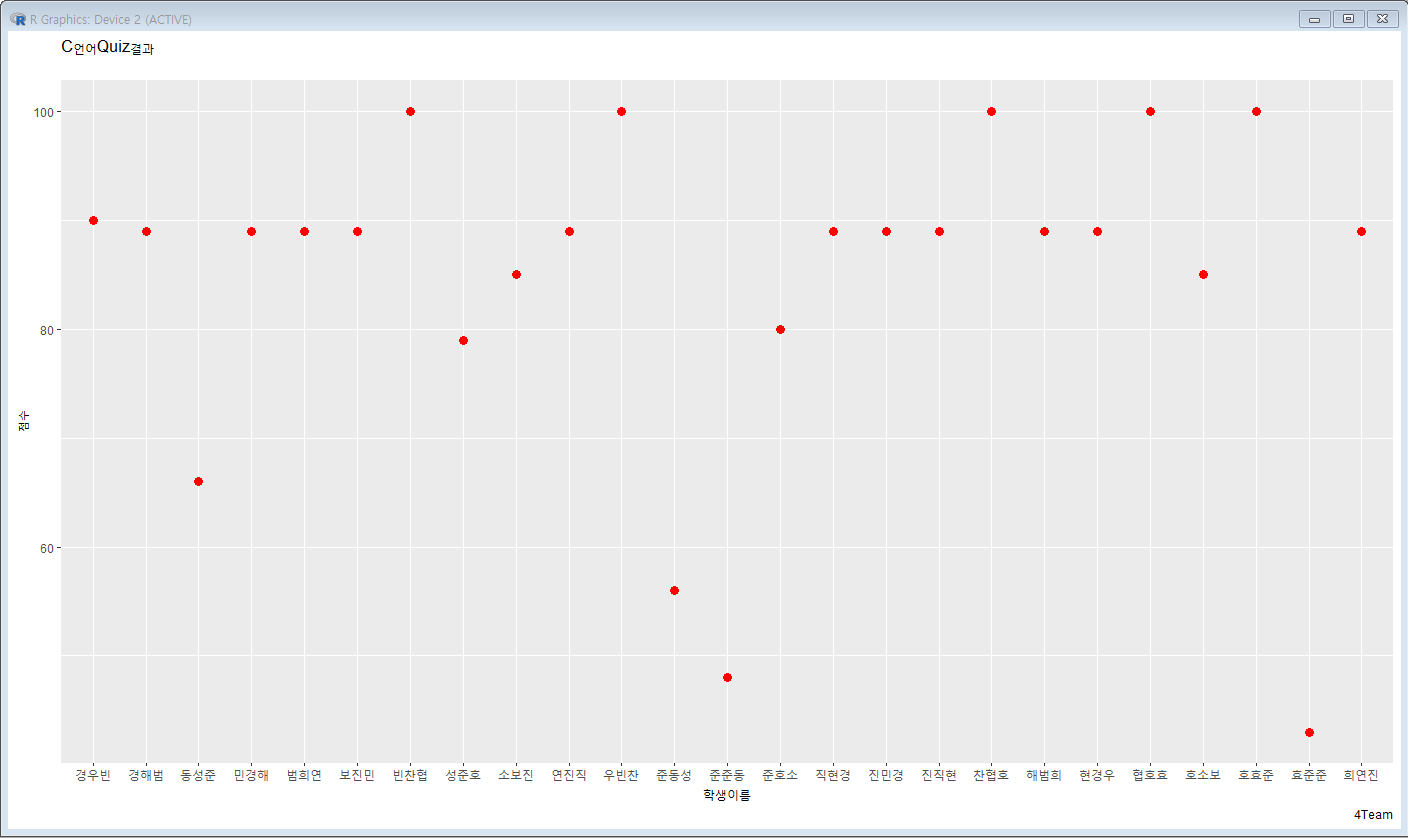 R Graphics: Device 2 (ACTIVE)
C언어Quiz결과
100
80
60
점수
경우빈 경해범 동성준 민경해 범희연 보진민 빈찬협 성준호 소보진 연진직 우빈찬 준동성 준준동 준호소 직현경 진민경 진직현 찬협호 해범희 현경우 협호효 호소보 호효준 효준준 희연진
학생이름
4Team